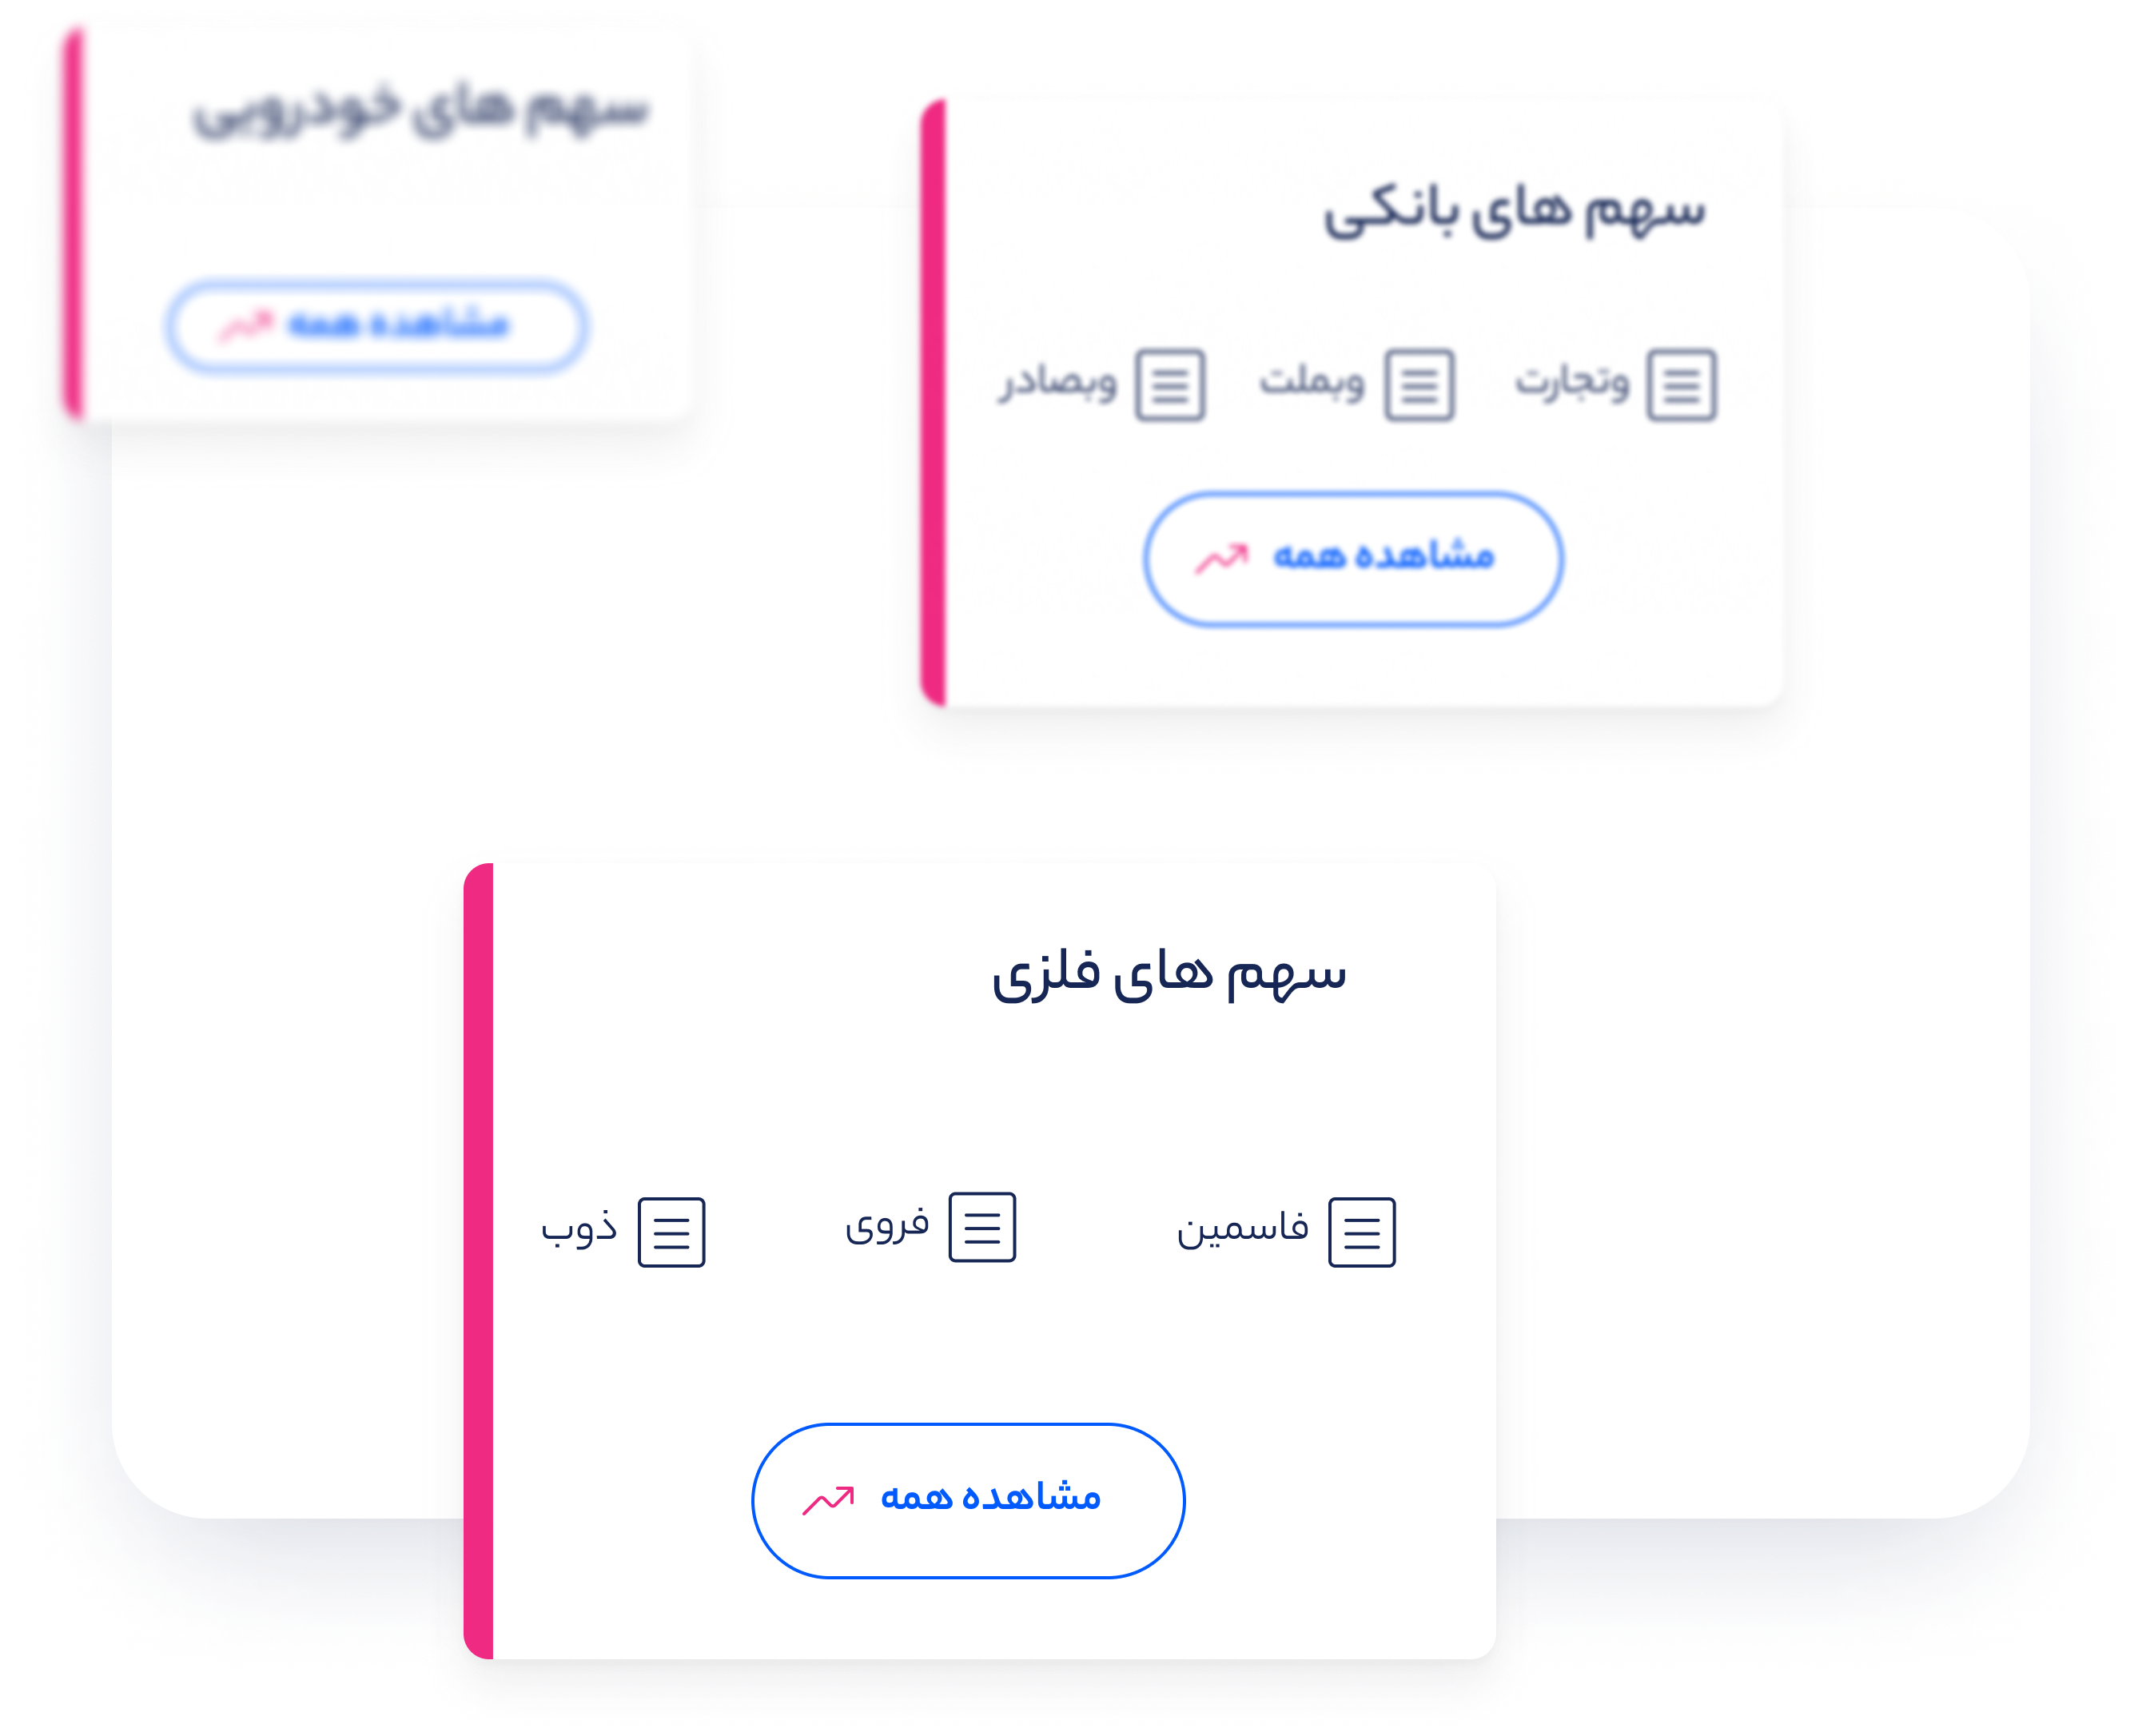 سهم های خودرویی
مشاهده همه
سهم های بانکی
وتجارت وبملت وبصادر
مشاهده همه
سهم های فلزی
فاسمین فروی ذوب
مشاهده همه